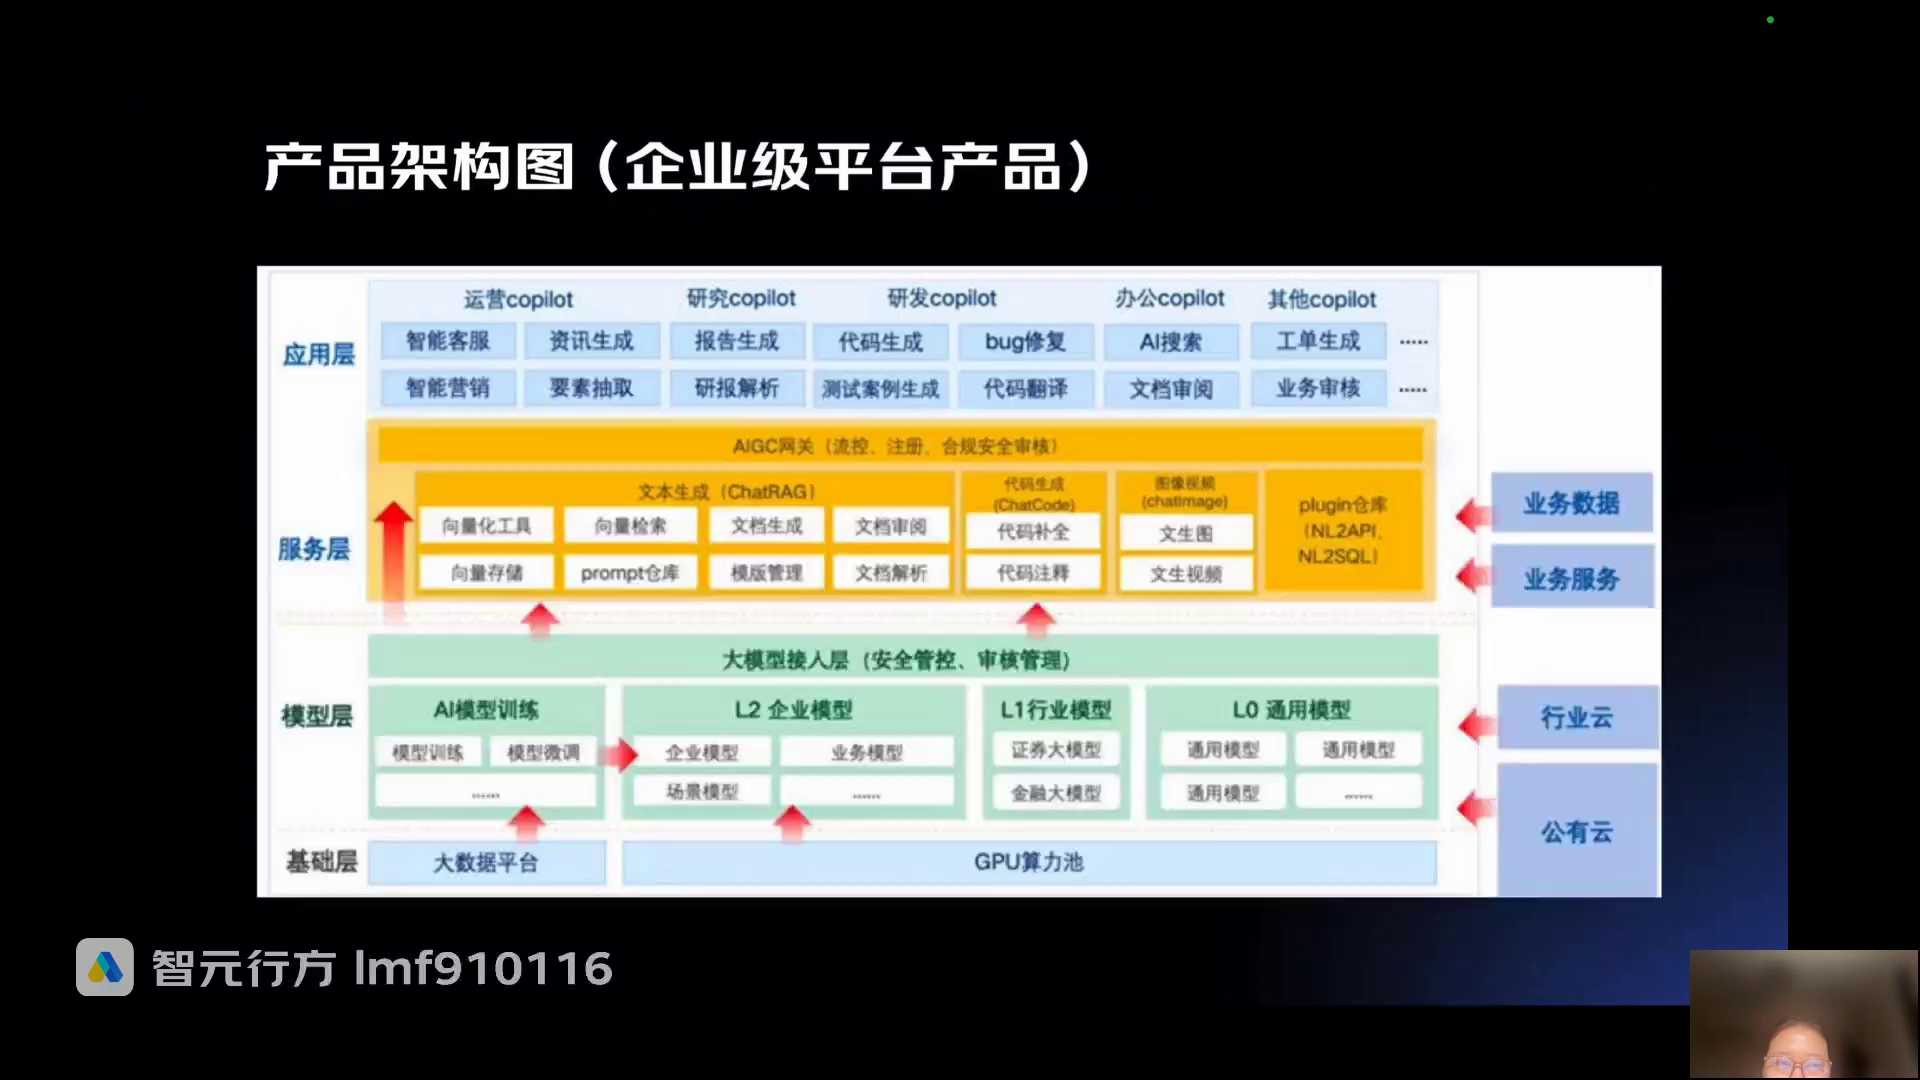 产品架构图（企业级平台产品）
应用层
运营copilot 研究copilot 研发copilot 办公copilot 其他copilot
智能客服 资讯生成 报告生成 代码生成 bug修复 AI搜索 工单生成 ……
智能营销 要素抽取 研报解析 测试案例生成 代码翻译 文档审阅 业务审核 ……
服务层
AIGC网关（流控、注册，合规安全审核）
文本生成（ChatRAG）
向量化工具 向量检索 文档生成 文档审阅
向量存储 prompt仓库 模版管理 文档解析
代码生成
(ChatCode)
代码补全
代码注释
图像视频
(chatImage)
文生图
文生视频
plugin仓库
（NL2API、
NL2SQL）
业务数据
业务服务
模型层
大模型接入层（安全管控、审核管理）
AI模型训练
模型训练 模型微调
……
L2 企业模型
企业模型 业务模型
场景模型 ……
L1行业模型
证券大模型
金融大模型
L0 通用模型
通用模型 通用模型
通用模型 ……
行业云
公有云
基础层
大数据平台 GPU算力池
智元行方 lmf910116